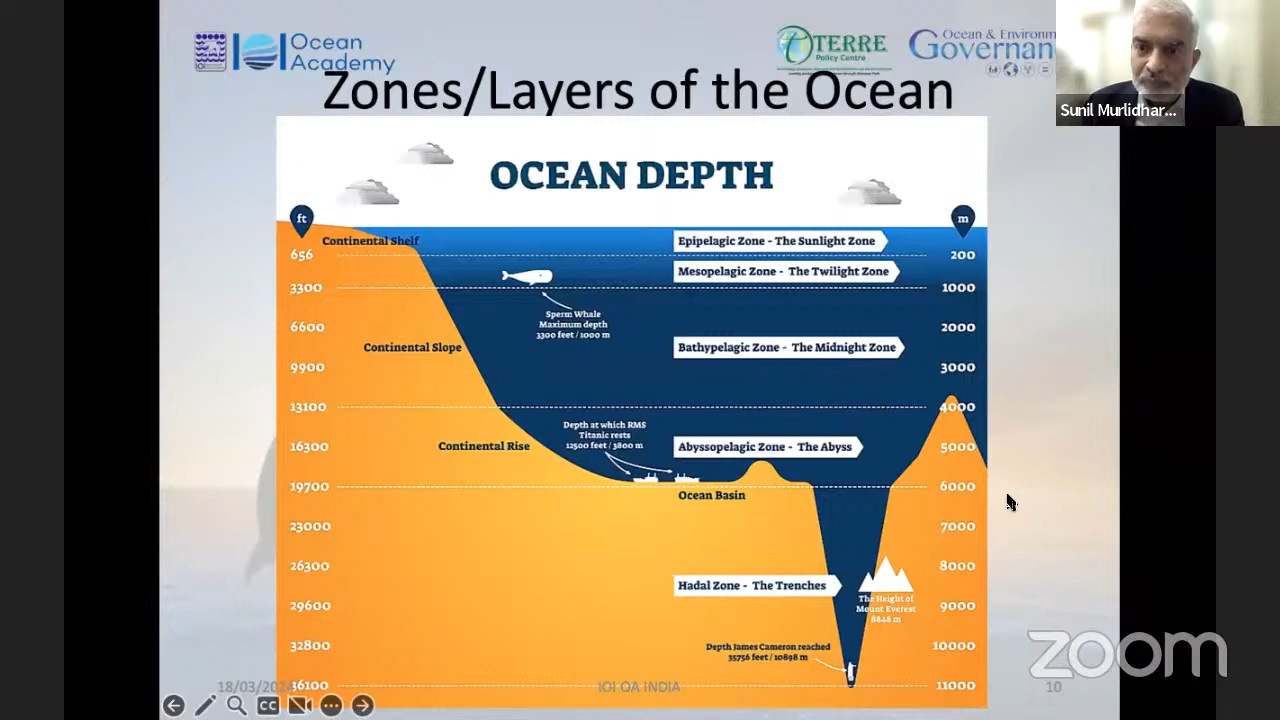 Ocean
Academy
TERRE
Policy Centre
Ocean & Environm
Governan
Sunil Murlidhar...
Zones/Layers of the Ocean
OCEAN DEPTH
ft
m
Continental Shelf
Epipelagic Zone - The Sunlight Zone
656
200
Mesopelagic Zone - The Twilight Zone
3300
1000
Sperm Whale
Maximum depth
3300 feet / 1000 m
6600
2000
Continental Slope
Bathypelagic Zone - The Midnight Zone
9900
3000
13100
4000
Depth at which RMS
Titanic rests
12500 feet / 3800 m
Continental Rise
Abyssopelagic Zone - The Abyss
16300
5000
19700
6000
Ocean Basin
23000
7000
26300
8000
Hadal Zone - The Trenches
The Height of
Mount Everest
8848 m
29600
9000
32800
10000
Depth James Cameron reached
35756 feet / 10898 m
zoom
18/03/2024
36100
IOI OA INDIA
11000
10
CC